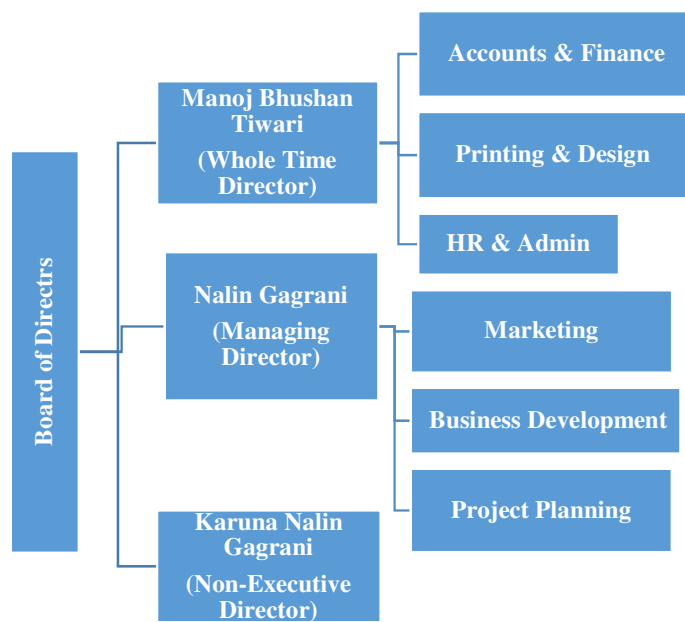 Board of Directrs
Manoj Bhushan
Tiwari
(Whole Time
Director)
Accounts & Finance
Printing & Design
HR & Admin
Nalin Gagrani
(Managing
Director)
Marketing
Business Development
Project Planning
Karuna Nalin
Gagrani
(Non-Executive
Director)